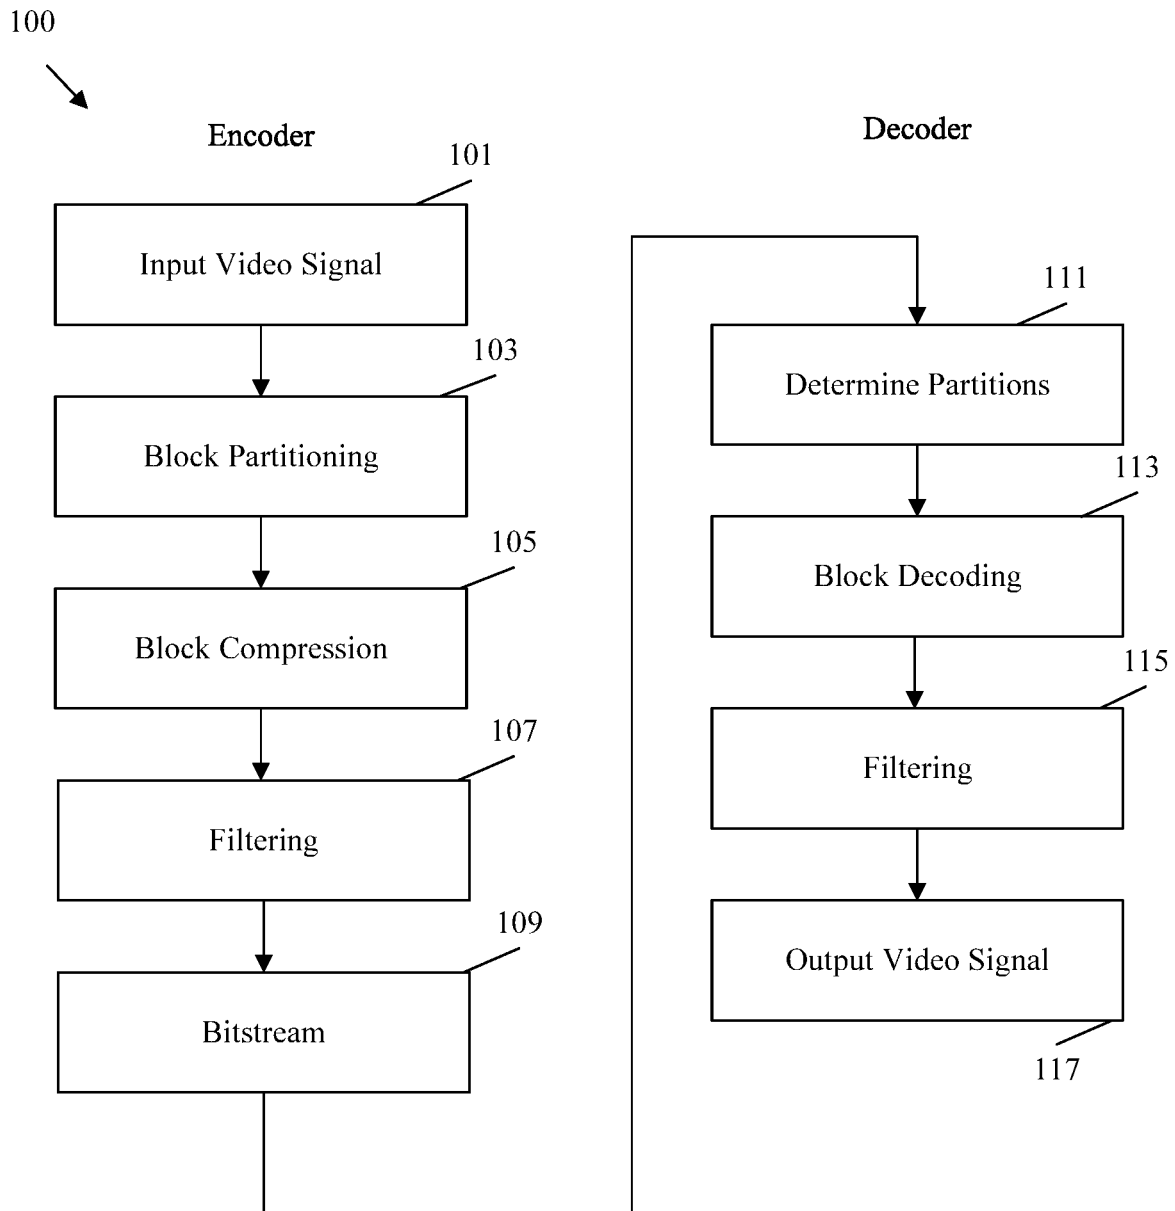 100
Encoder
101
Input Video Signal
103
Block Partitioning
105
Block Compression
107
Filtering
109
Bitstream
Decoder
111
Determine Partitions
113
Block Decoding
115
Filtering
Output Video Signal
117